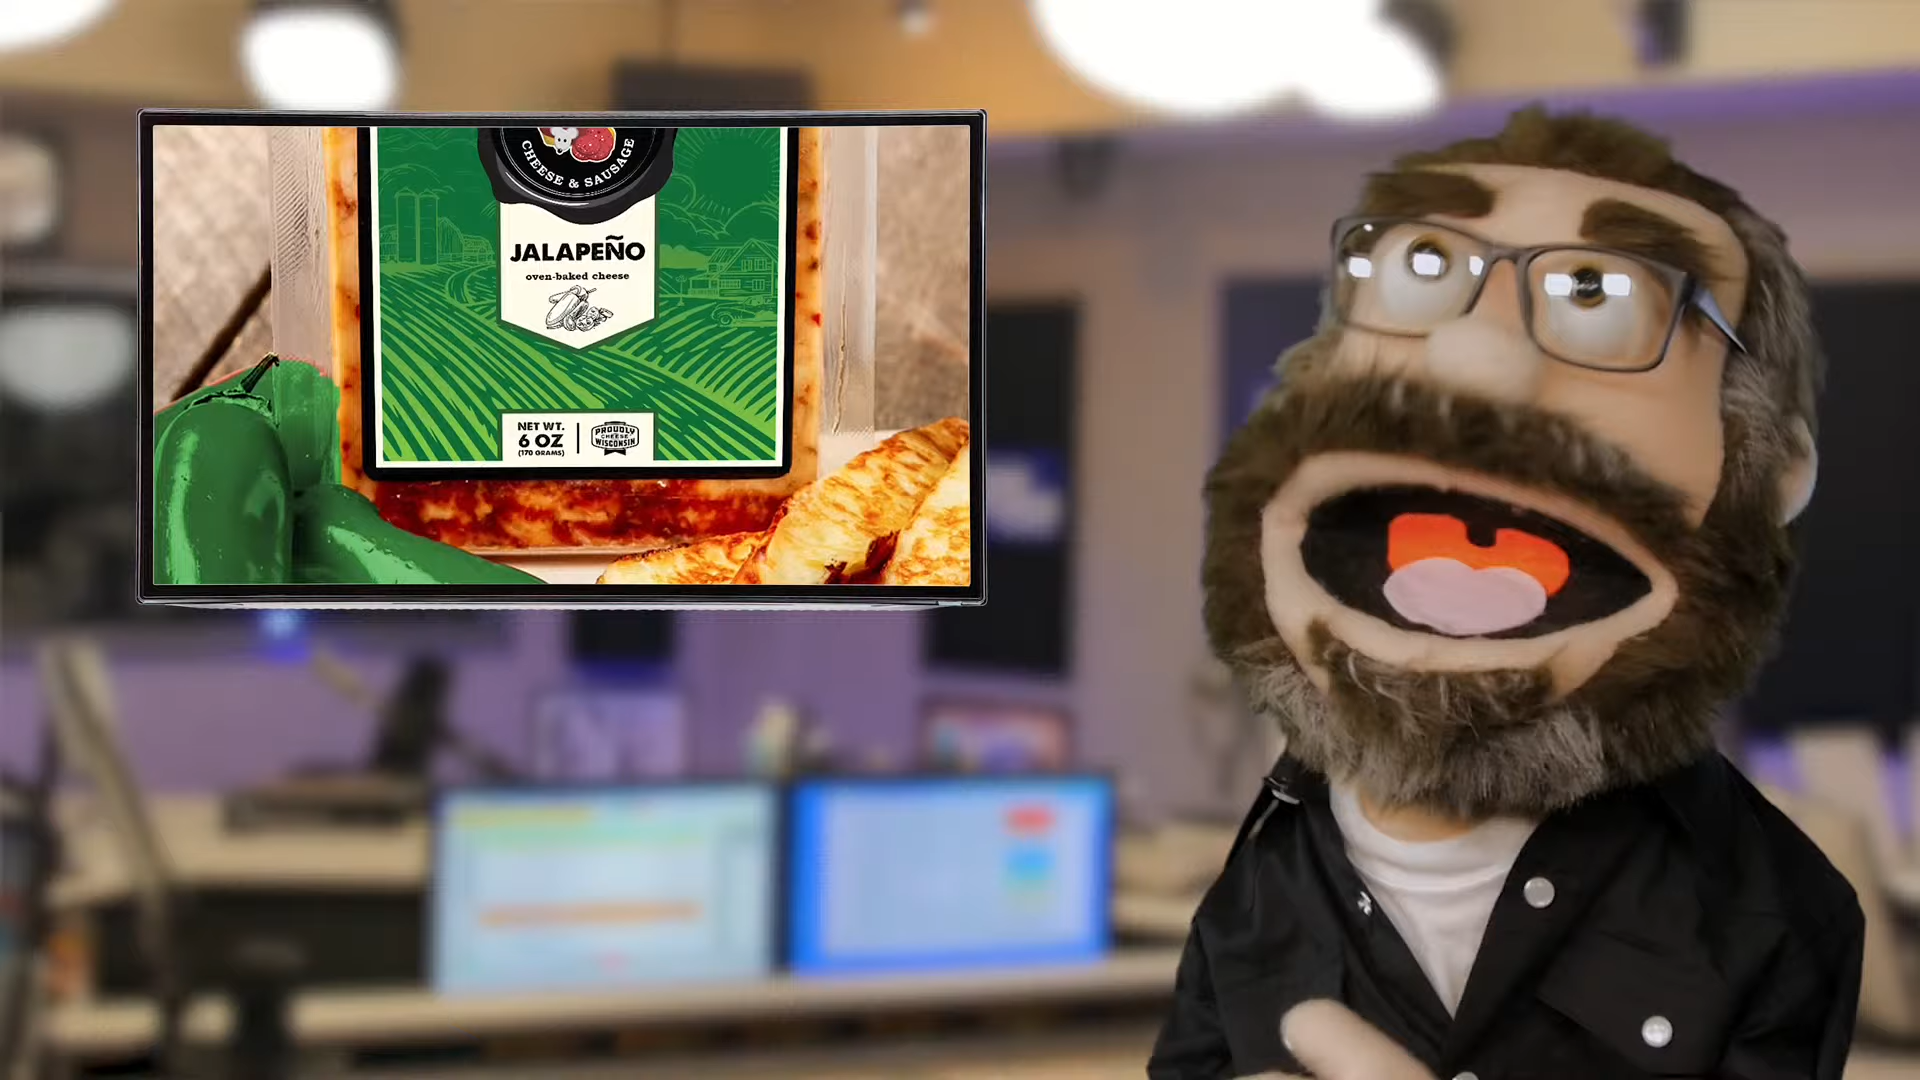 CHEESE & SAUSAGE
JALAPEÑO
oven-baked cheese
NET WT.
6 OZ
(170 GRAMS)
PROUDLY
WISCONSIN
CHEESE